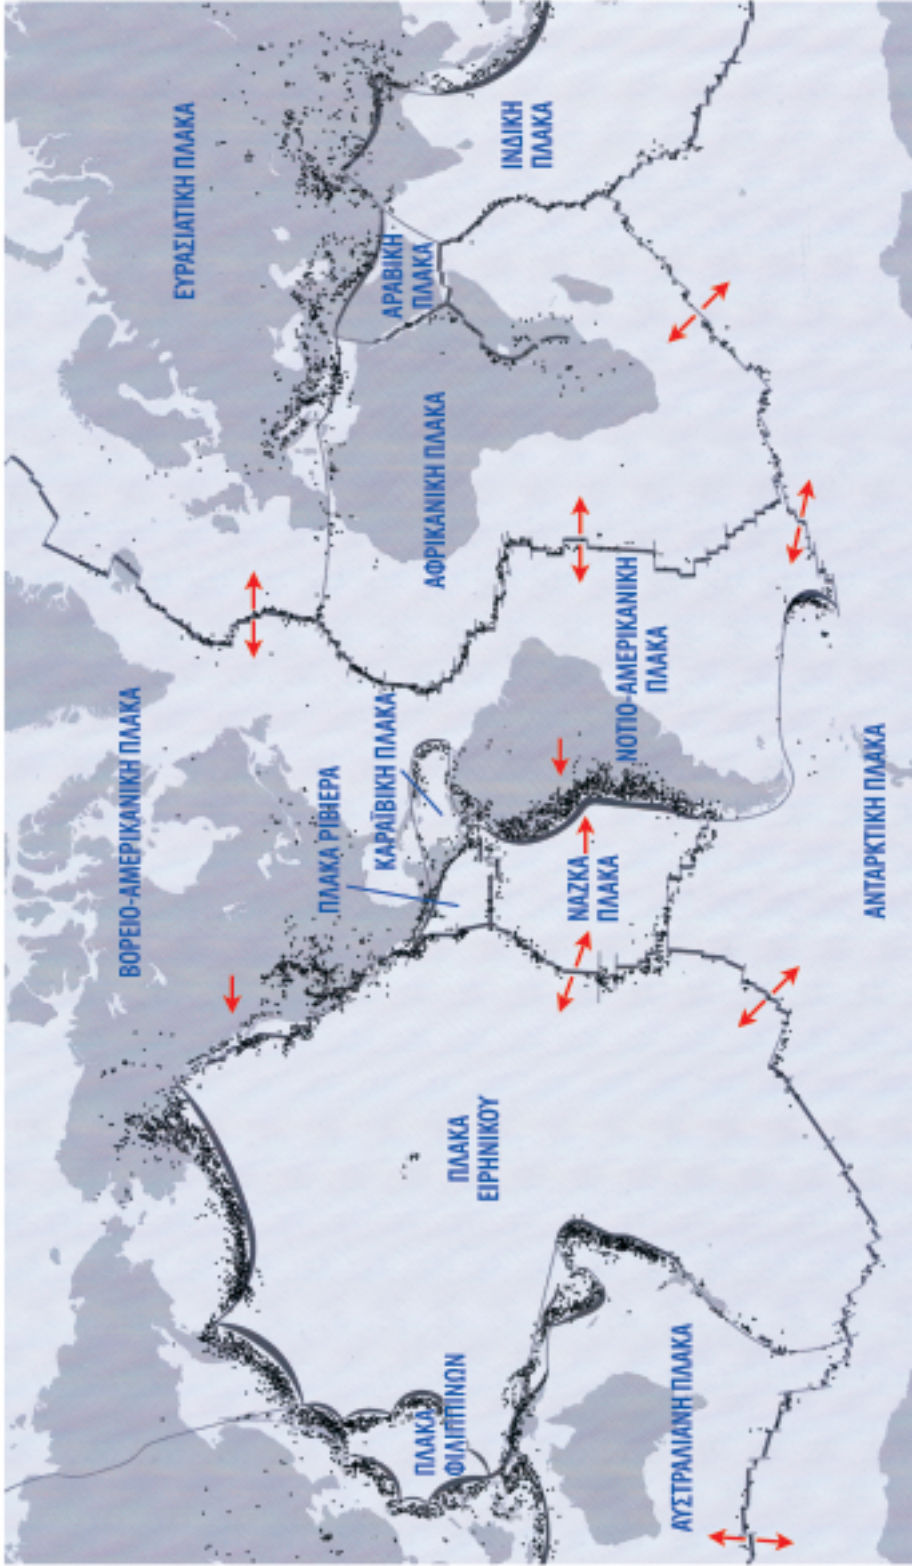 ΒΟΡΕΙΟ-ΑΜΕΡΙΚΑΝΙΚΗ ΠΛΑΚΑ
ΕΥΡΑΣΙΑΤΙΚΗ ΠΛΑΚΑ
ΠΛΑΚΑ ΡΙΒΙΕΡΑ
ΚΑΡΑΪΒΙΚΗ ΠΛΑΚΑ
ΑΡΑΒΙΚΗ
ΠΛΑΚΑ
ΠΛΑΚΑ
ΦΙΛΙΠΠΙΝΩΝ
ΠΛΑΚΑ
ΕΙΡΗΝΙΚΟΥ
ΑΦΡΙΚΑΝΙΚΗ ΠΛΑΚΑ
ΙΝΔΙΚΗ
ΠΛΑΚΑ
ΝΑΖΚΑ
ΠΛΑΚΑ
ΝΟΤΙΟ-ΑΜΕΡΙΚΑΝΙΚΗ
ΠΛΑΚΑ
ΑΥΣΤΡΑΛΙΑΝΗ ΠΛΑΚΑ
ΑΝΤΑΡΚΤΙΚΗ ΠΛΑΚΑ